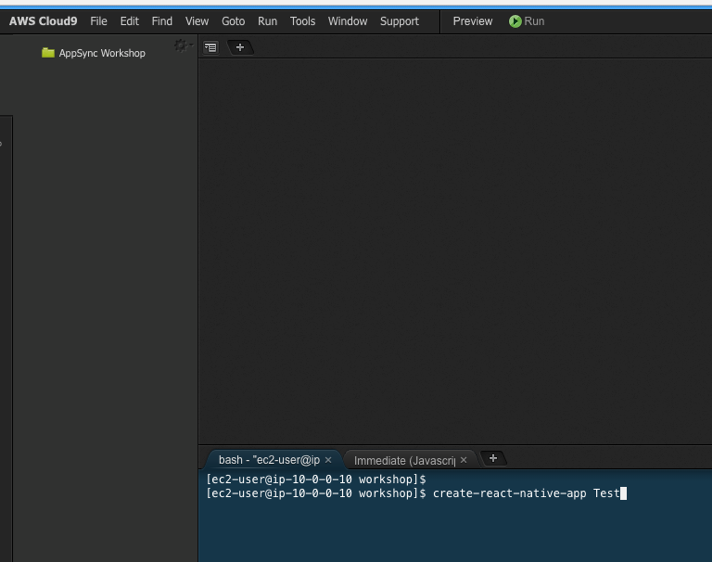 AWS Cloud9 File Edit Find View Goto Run Tools Window Support Preview Run
AppSync Workshop
bash - "ec2-user@ip × Immediate (Javascrip ×
[ec2-user@ip-10-0-0-10 workshop]$
[ec2-user@ip-10-0-0-10 workshop]$ create-react-native-app Test